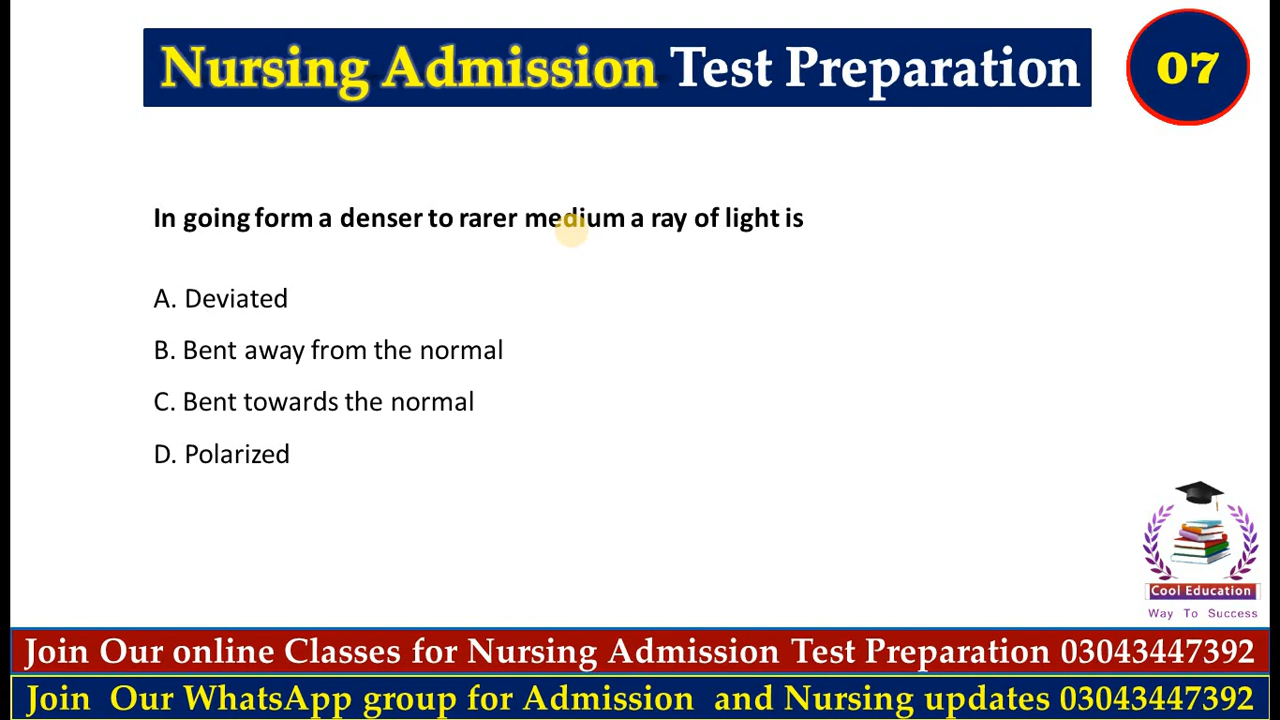 Nursing Admission Test Preparation
07
In going form a denser to rarer medium a ray of light is
A. Deviated
B. Bent away from the normal
C. Bent towards the normal
D. Polarized
Cool Education
Way To Success
Join Our online Classes for Nursing Admission Test Preparation 03043447392
Join Our WhatsApp group for Admission and Nursing updates 03043447392